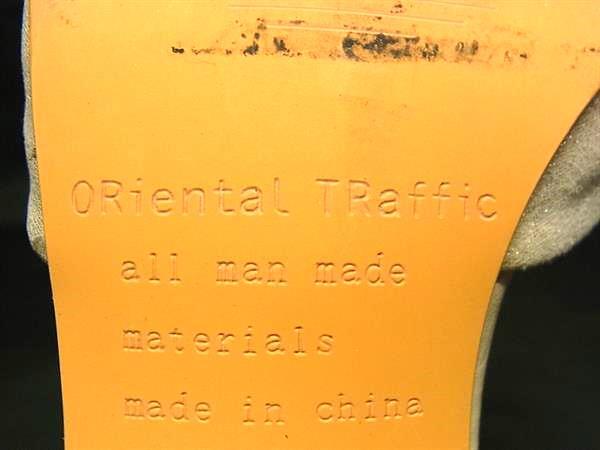 ORiental TRaffic
all man made
materials
made in china